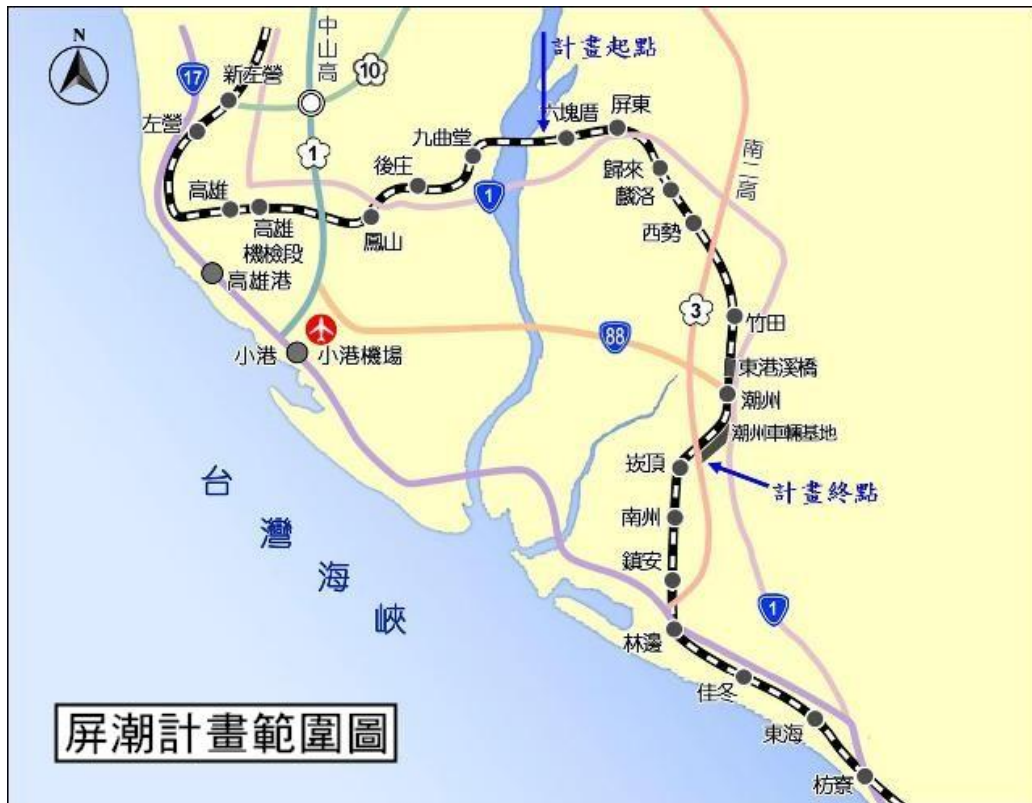 N
17
新左營
中山高
10
計畫起點
左營
1
九曲堂
六塊厝
屏東
後庄
歸來
麟洛
南二高
高雄
高雄
機檢段
鳳山
1
西勢
高雄港
3
竹田
88
小港
小港機場
東港溪橋
潮州
潮州車輛基地
崁頂
計畫終點
台灣海峽
南州
鎮安
1
林邊
佳冬
東海
枋寮
屏潮計畫範圍圖